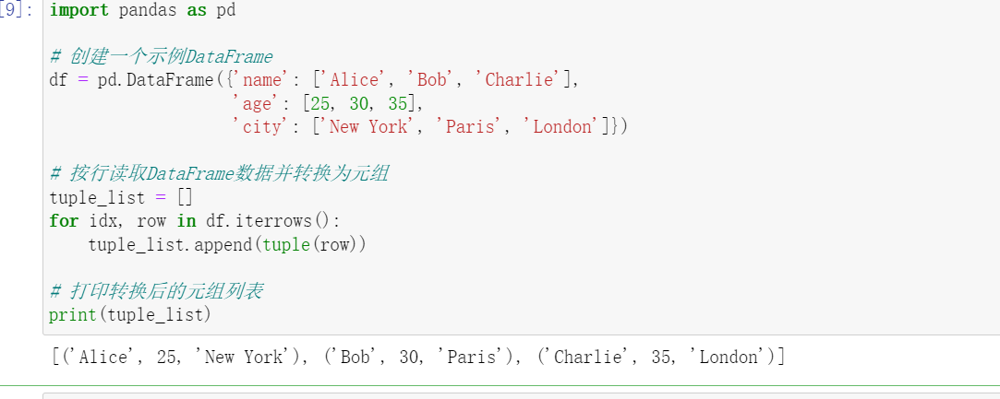 [9]:
import pandas as pd
# 创建一个示例DataFrame
df = pd.DataFrame({'name': ['Alice', 'Bob', 'Charlie'],
'age': [25, 30, 35],
'city': ['New York', 'Paris', 'London']})
# 按行读取DataFrame数据并转换为元组
tuple_list = []
for idx, row in df.iterrows():
tuple_list.append(tuple(row))
# 打印转换后的元组列表
print(tuple_list)
[('Alice', 25, 'New York'), ('Bob', 30, 'Paris'), ('Charlie', 35, 'London')]